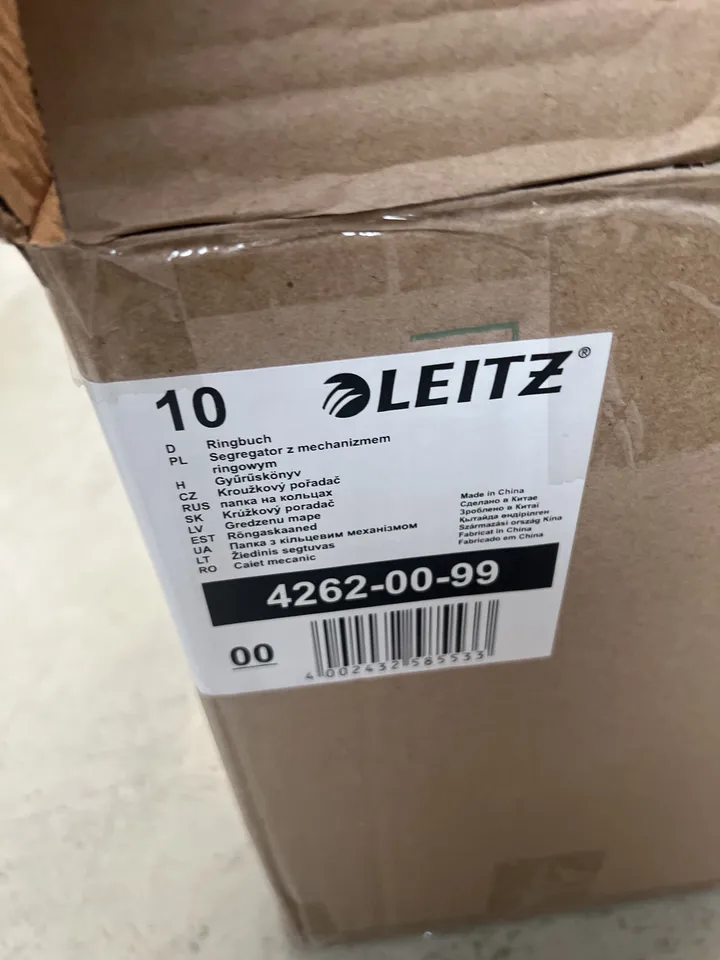 10
LEITZ®
D Ringbuch
PL Segregator z mechanizmem
ringowym
H Gyűrűskönyv
CZ Kroužkový pořadač
RUS папка на кольцах
SK Krúžkový poradač
LV Gredzenu mape
EST Rõngaskaaned
UA Папка з кільцевим механізмом
LT Žiedinis segtuvas
RO Caiet mecanic
Made in China
Сделано в Китае
Зроблено в Китаї
Қытайда өндірілген
Származási ország Kína
Fabricat în China
Fabricado em China
4262-00-99
00
4 002432 585533